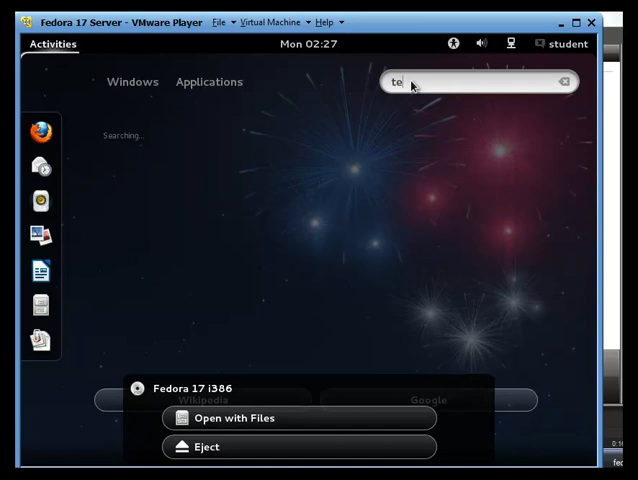 Fedora 17 Server - VMware Player File Virtual Machine Help
Activities Mon 02:27 student
Windows Applications te
Searching...
Fedora 17 i386
Wikipedia Google
Open with Files
Eject